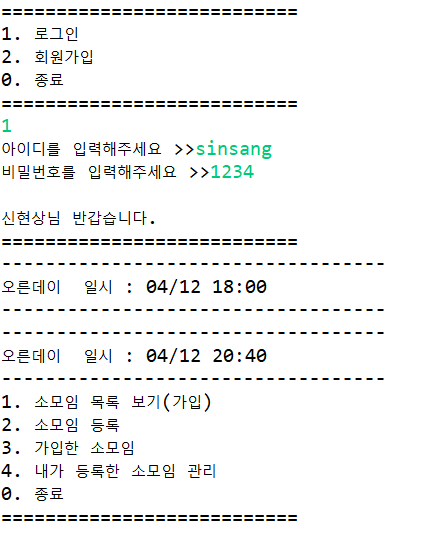 ===========================
1. 로그인
2. 회원가입
0. 종료
===========================
1
아이디를 입력해주세요 >>sinsang
비밀번호를 입력해주세요 >>1234
신현상님 반갑습니다.
===========================
-----------------------------------
오른데이  일시 : 04/12 18:00
-----------------------------------
-----------------------------------
오른데이  일시 : 04/12 20:40
-----------------------------------
1. 소모임 목록 보기(가입)
2. 소모임 등록
3. 가입한 소모임
4. 내가 등록한 소모임 관리
0. 종료
===========================